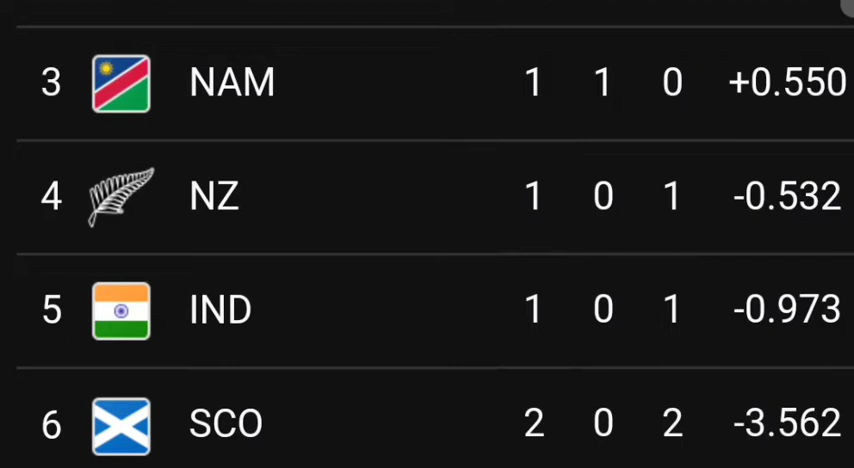 3 NAM 1 1 0 +0.550
4 NZ 1 0 1 -0.532
5 IND 1 0 1 -0.973
6 SCO 2 0 2 -3.562